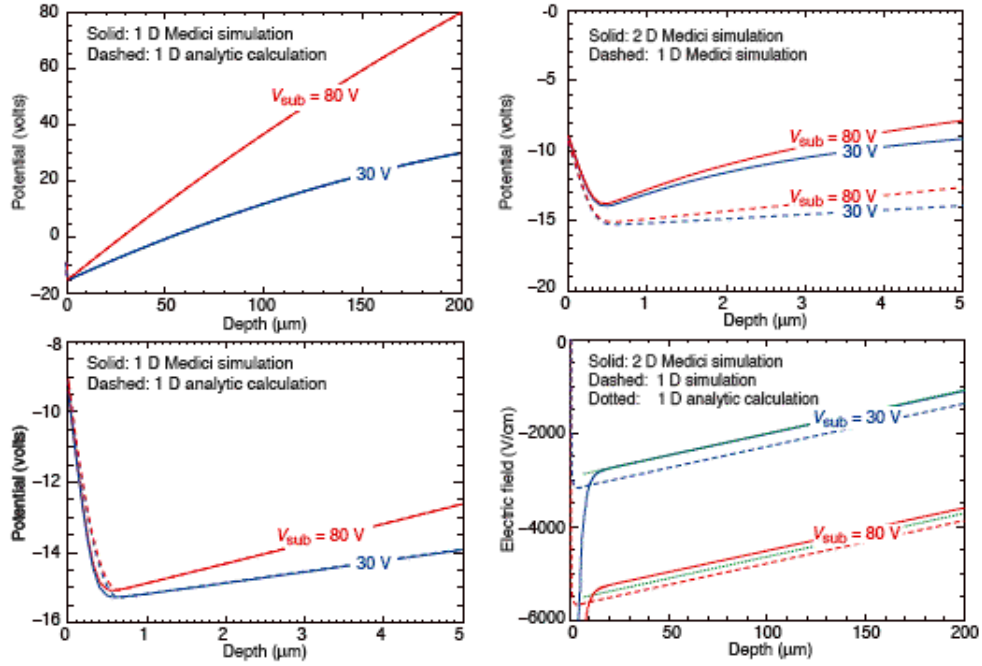 80
60
40
20
0
−20
Potential (volts)
Solid: 1 D Medici simulation
Dashed: 1 D analytic calculation
Vsub = 80 V
30 V
0 50 100 150 200
Depth (μm)
−0
−5
−10
−15
−20
Potential (volts)
Solid: 2 D Medici simulation
Dashed: 1 D Medici simulation
Vsub = 80 V
30 V
Vsub = 80 V
30 V
0 1 2 3 4 5
Depth (μm)
−8
−10
−12
−14
−16
Potential (volts)
Solid: 1 D Medici simulation
Dashed: 1 D analytic calculation
Vsub = 80 V
30 V
0 1 2 3 4 5
Depth (μm)
0
−2000
−4000
−6000
Electric field (V/cm)
Solid: 2 D Medici simulation
Dashed: 1 D simulation
Dotted: 1 D analytic calculation
Vsub = 30 V
Vsub = 80 V
0 50 100 150 200
Depth (μm)